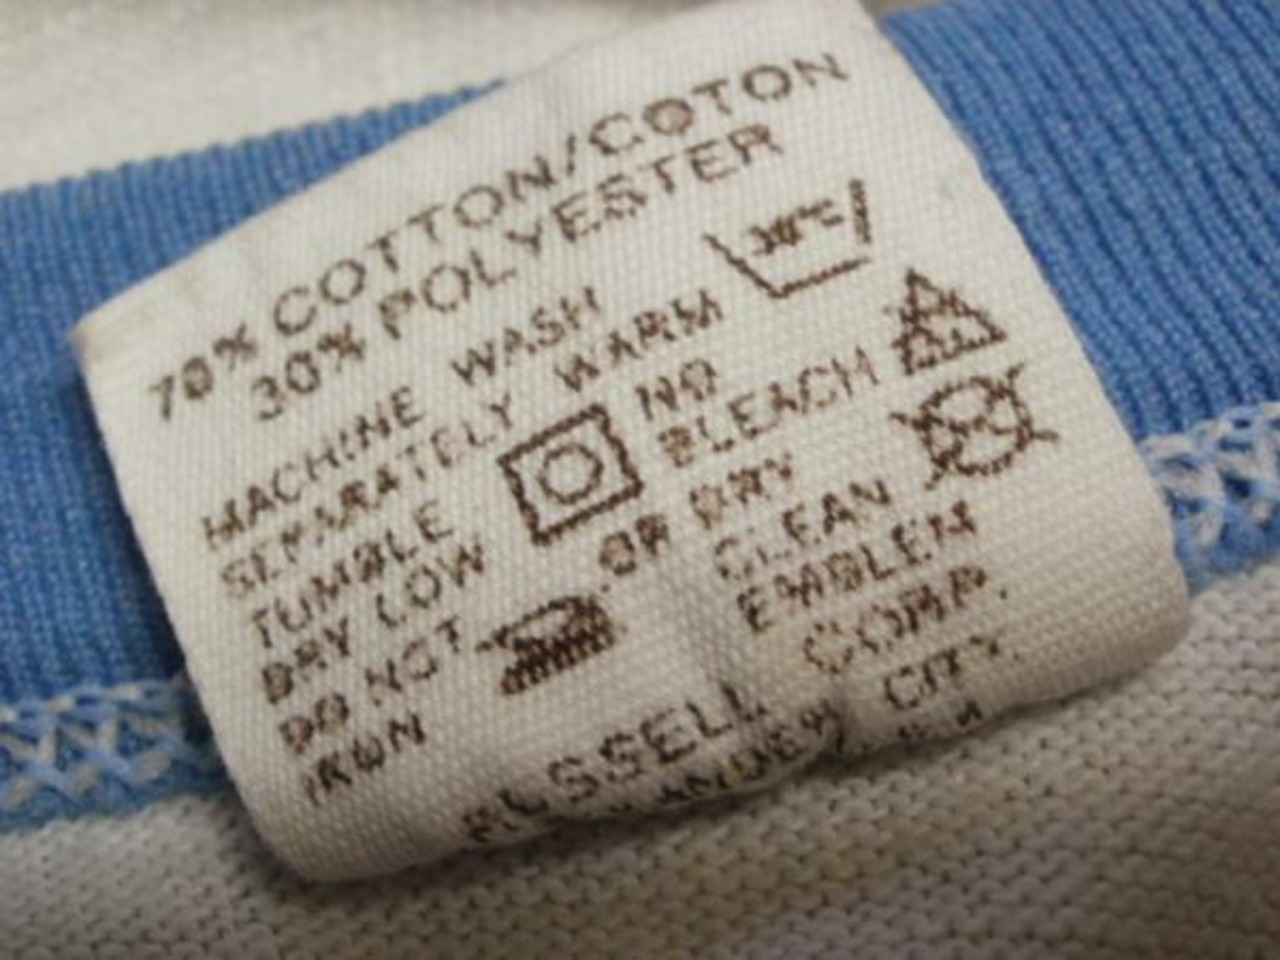 70% COTTON/COTON
30% POLYESTER
MACHINE WASH
SEPARATELY WARM
TUMBLE
DRY LOW
DO NOT
IRON
NO
BLEACH
OR DRY
CLEAN
EMBLEM
RUSSELL CORP.
CITY,